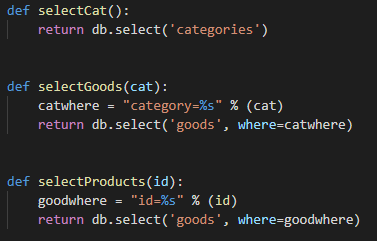 def selectCat():
    return db.select('categories')
def selectGoods(cat):
    catwhere = "category=%s" % (cat)
    return db.select('goods', where=catwhere)
def selectProducts(id):
    goodwhere = "id=%s" % (id)
    return db.select('goods', where=goodwhere)